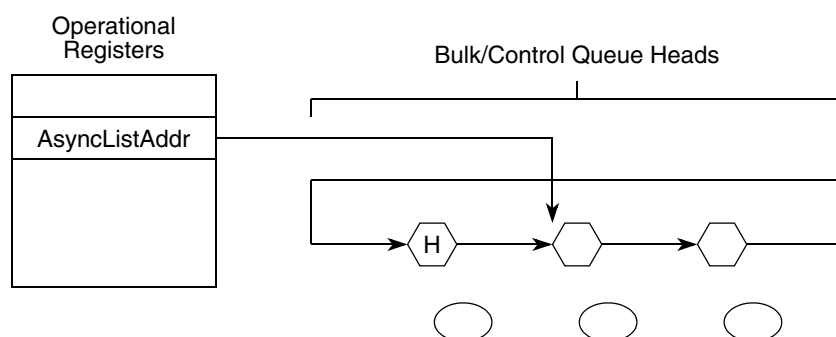 Operational
Registers
Bulk/Control Queue Heads
AsyncListAddr
H